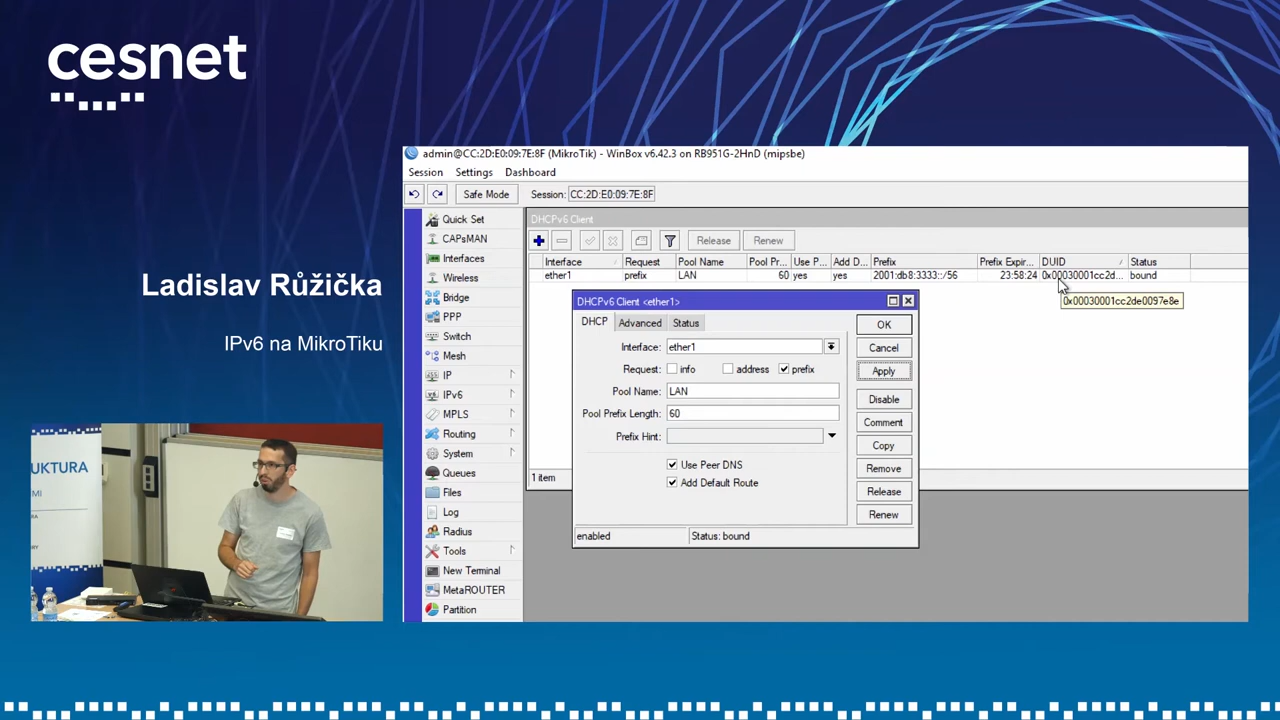 cesnet
Ladislav Růžička
IPv6 na MikroTiku
UKTURA
admin@CC:2D:E0:09:7E:8F (MikroTik) - WinBox v6.42.3 on RB951G-2HnD (mipsbe)
Session Settings Dashboard
Safe Mode Session: CC:2D:E0:09:7E:8F
Quick Set
CAPsMAN
Interfaces
Wireless
Bridge
PPP
Switch
Mesh
IP
IPv6
MPLS
Routing
System
Queues
Files
Log
Radius
Tools
New Terminal
MetaROUTER
Partition
DHCPv6 Client
Release Renew
Interface Request Pool Name Pool Pr... Use P... Add D... Prefix Prefix Expir... DUID Status
ether1 prefix LAN 60 yes yes 2001:db8:3333::/56 23:58:24 0x00030001cc2d... bound
0x00030001cc2de0097e8e
1 item
DHCPv6 Client <ether1>
DHCP Advanced Status
Interface: ether1
Request: info address prefix
Pool Name: LAN
Pool Prefix Length: 60
Prefix Hint:
Use Peer DNS
Add Default Route
OK
Cancel
Apply
Disable
Comment
Copy
Remove
Release
Renew
enabled Status: bound